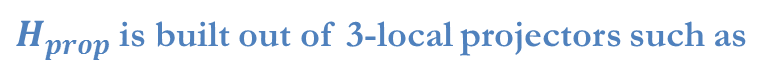 H_prop is built out of 3-local projectors such as